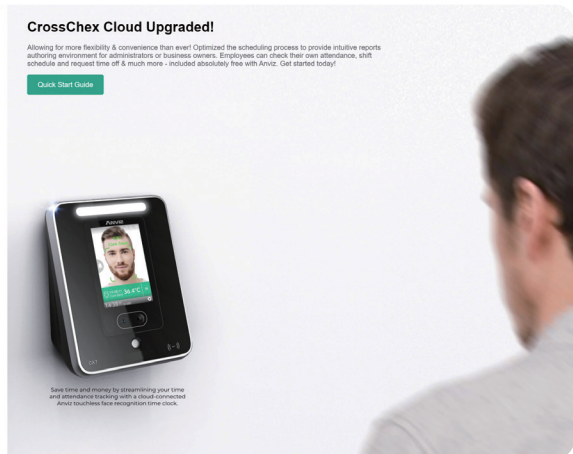 CrossChex Cloud Upgraded!
Allowing for more flexibility & convenience than ever! Optimized the scheduling process to provide intuitive reports
authoring environment for administrators or business owners. Employees can check their own attendance, shift
schedule and request time off & much more - included absolutely free with Anviz. Get started today!
Quick Start Guide
ANVIZ
36.4°C
Save time and money by streamlining your time
and attendance tracking with a cloud-connected
Anviz touchless face recognition time clock.